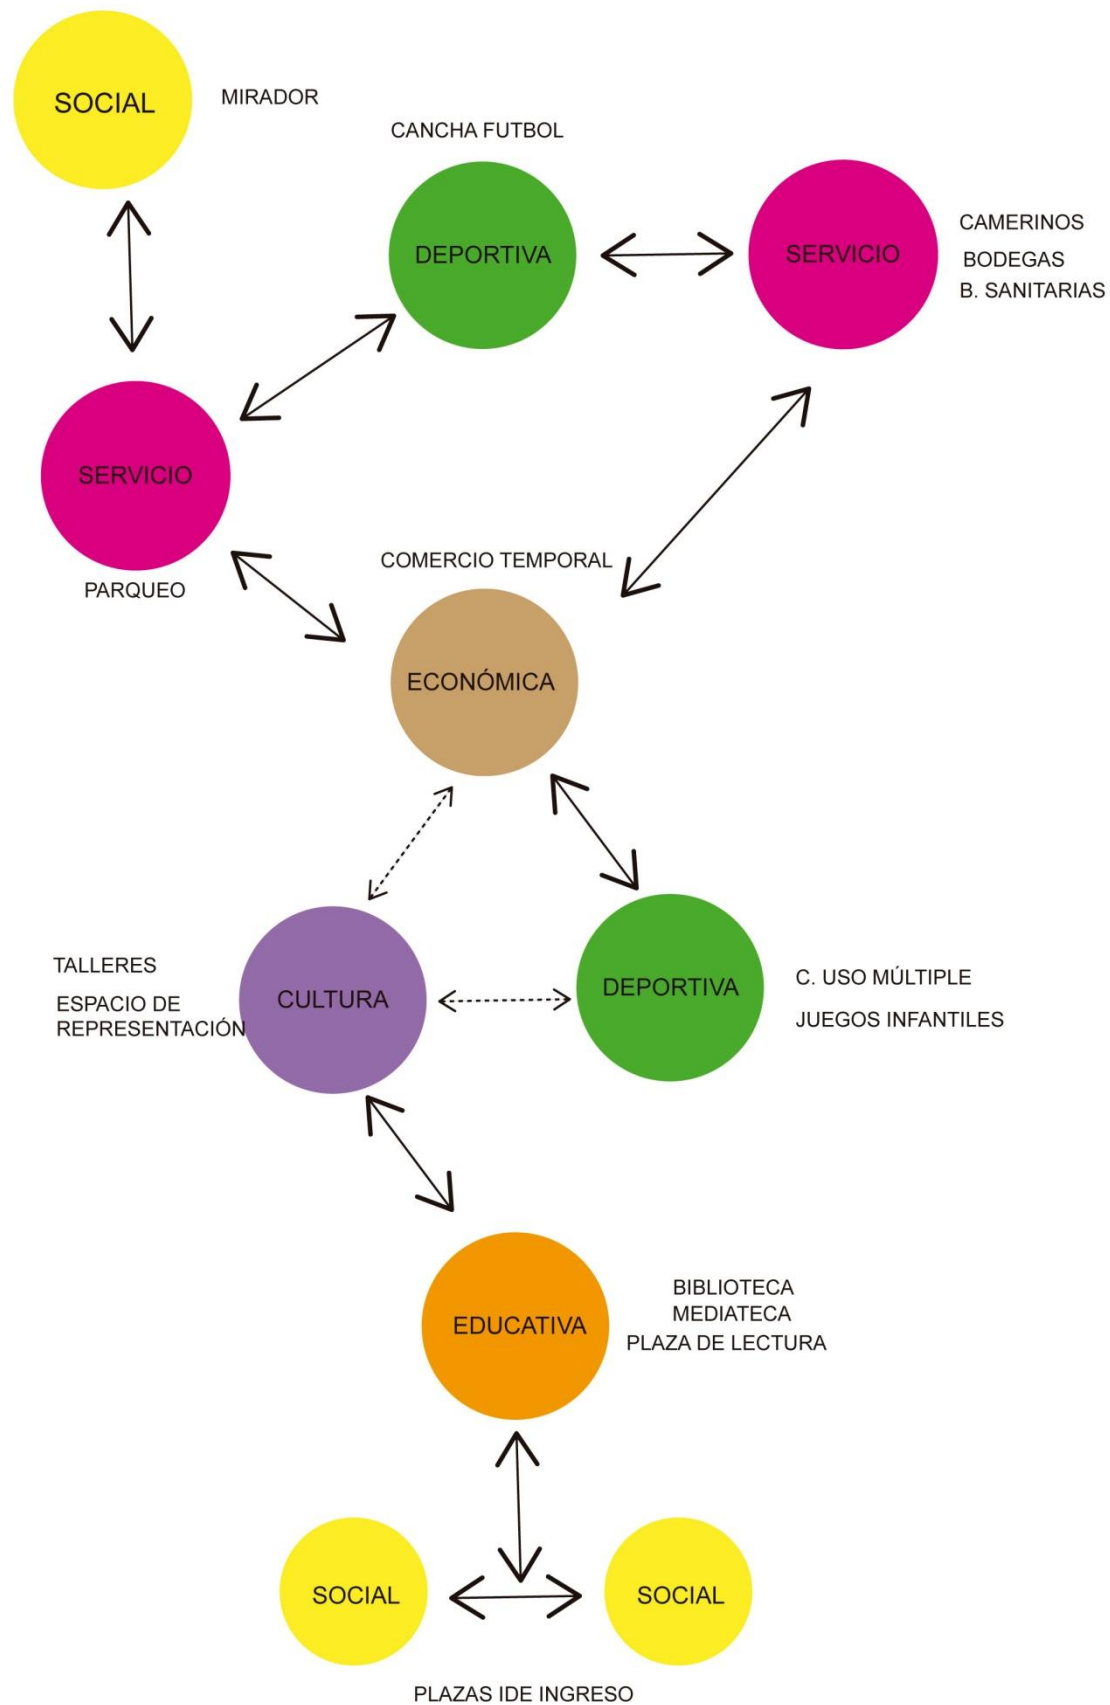 SOCIAL
MIRADOR
CANCHA FUTBOL
DEPORTIVA
SERVICIO
CAMERINOS
BODEGAS
B. SANITARIAS
SERVICIO
PARQUEO
COMERCIO TEMPORAL
ECONÓMICA
TALLERES
ESPACIO DE
REPRESENTACIÓN
CULTURA
DEPORTIVA
C. USO MÚLTIPLE
JUEGOS INFANTILES
EDUCATIVA
BIBLIOTECA
MEDIATECA
PLAZA DE LECTURA
SOCIAL
SOCIAL
PLAZAS IDE INGRESO